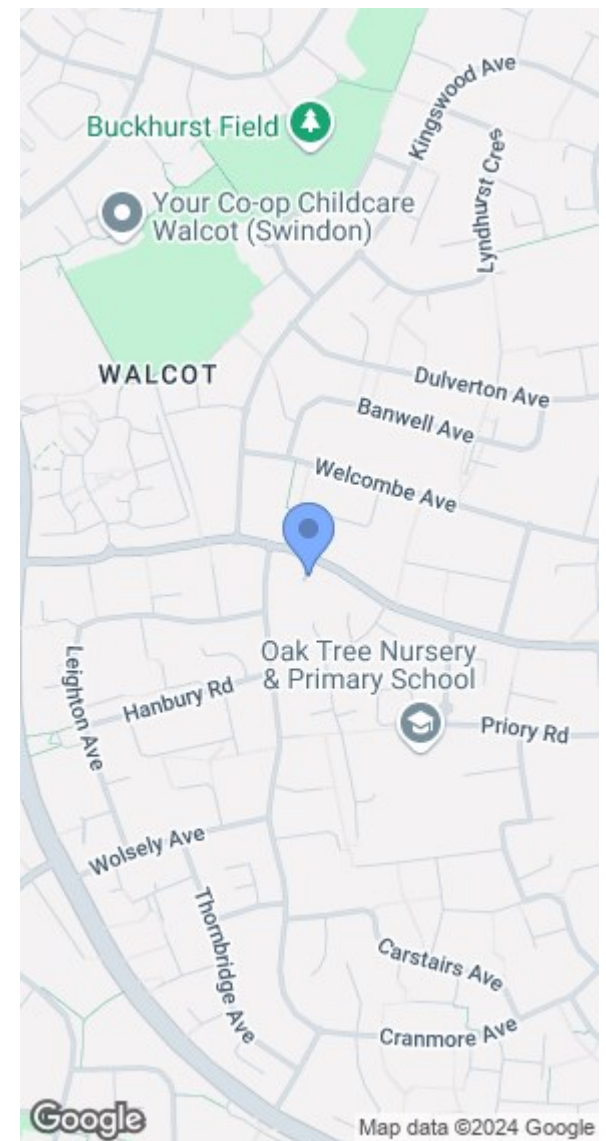 Kingswood Ave
Buckhurst Field
Lyndhurst Cres
Your Co-op Childcare
Walcot (Swindon)
WALCOT
Dulverton Ave
Banwell Ave
Welcombe Ave
Oak Tree Nursery
& Primary School
Leighton Ave
Hanbury Rd
Priory Rd
Wolsely Ave
Thornbridge Ave
Carstairs Ave
Cranmore Ave
Google
Map data ©2024 Google